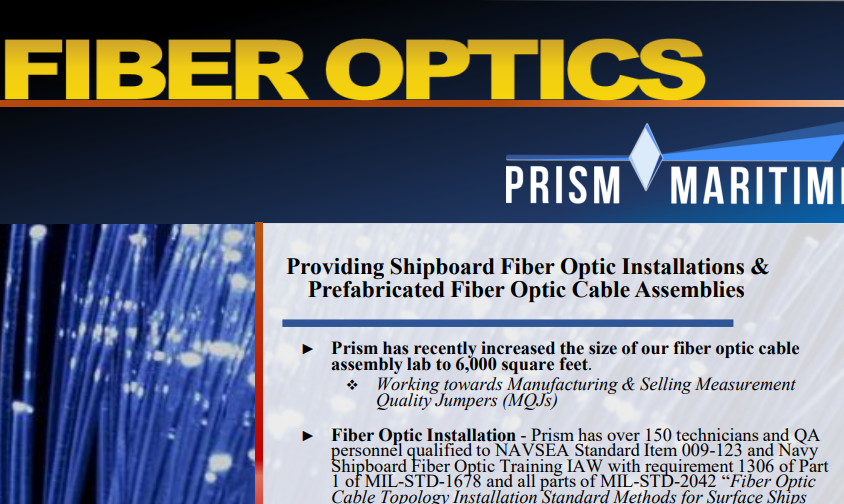 FIBER OPTICS
PRISM MARITIM
Providing Shipboard Fiber Optic Installations &
Prefabricated Fiber Optic Cable Assemblies
► Prism has recently increased the size of our fiber optic cable
assembly lab to 6,000 square feet.
❖ Working towards Manufacturing & Selling Measurement
Quality Jumpers (MQJs)
► Fiber Optic Installation - Prism has over 150 technicians and QA
personnel qualified to NAVSEA Standard Item 009-123 and Navy
Shipboard Fiber Optic Training IAW with requirement 1306 of Part
1 of MIL-STD-1678 and all parts of MIL-STD-2042 “Fiber Optic
Cable Topology Installation Standard Methods for Surface Ships